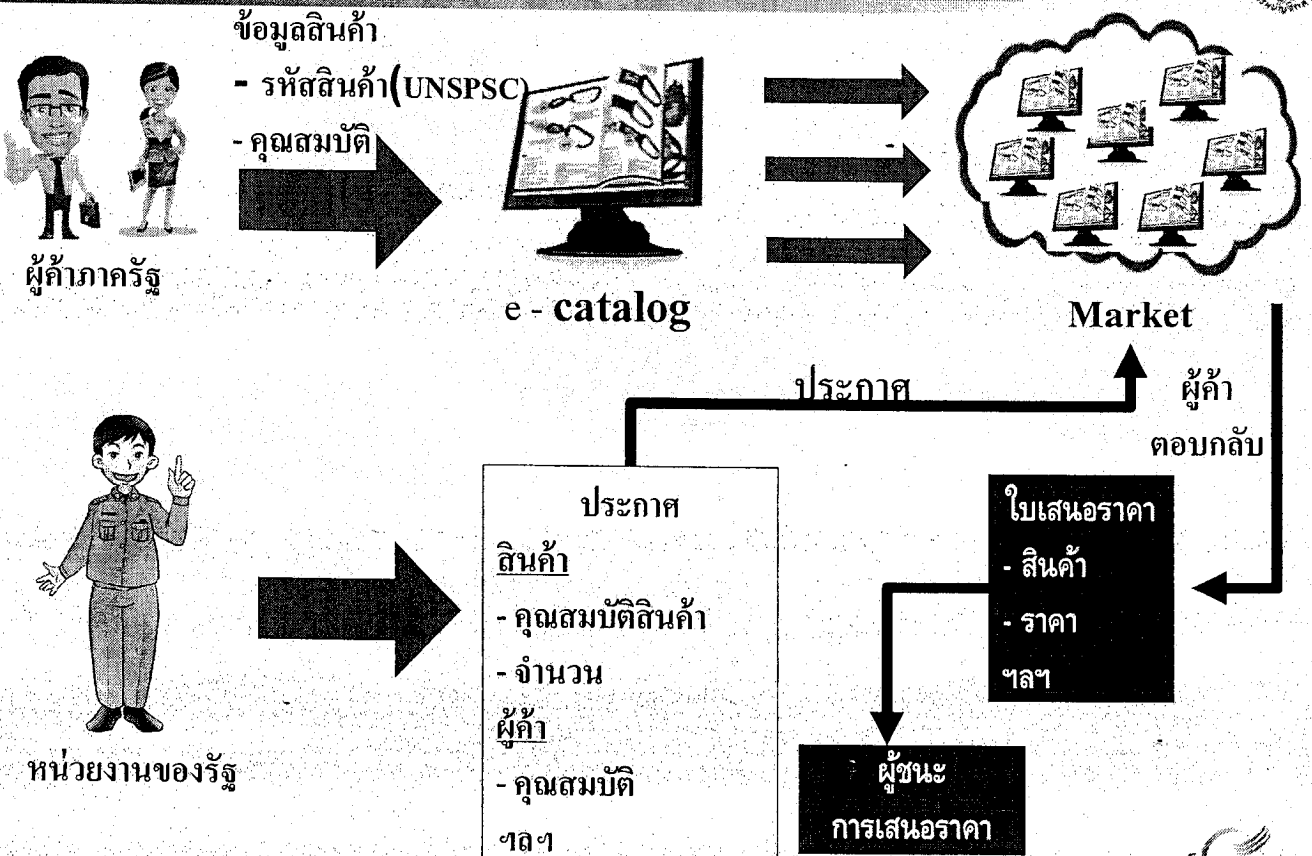 ข้อมูลสินค้า
- รหัสสินค้า(UNSPSC)
- คุณสมบัติ
ผู้ค้าภาครัฐ
e - catalog
Market
ประกาศ
ผู้ค้า
ตอบกลับ
หน่วยงานของรัฐ
ประกาศ
สินค้า
- คุณสมบัติสินค้า
- จำนวน
ผู้ค้า
- คุณสมบัติ
ฯลฯ
ใบเสนอราคา
- สินค้า
- ราคา
ฯลฯ
ผู้ชนะ
การเสนอราคา